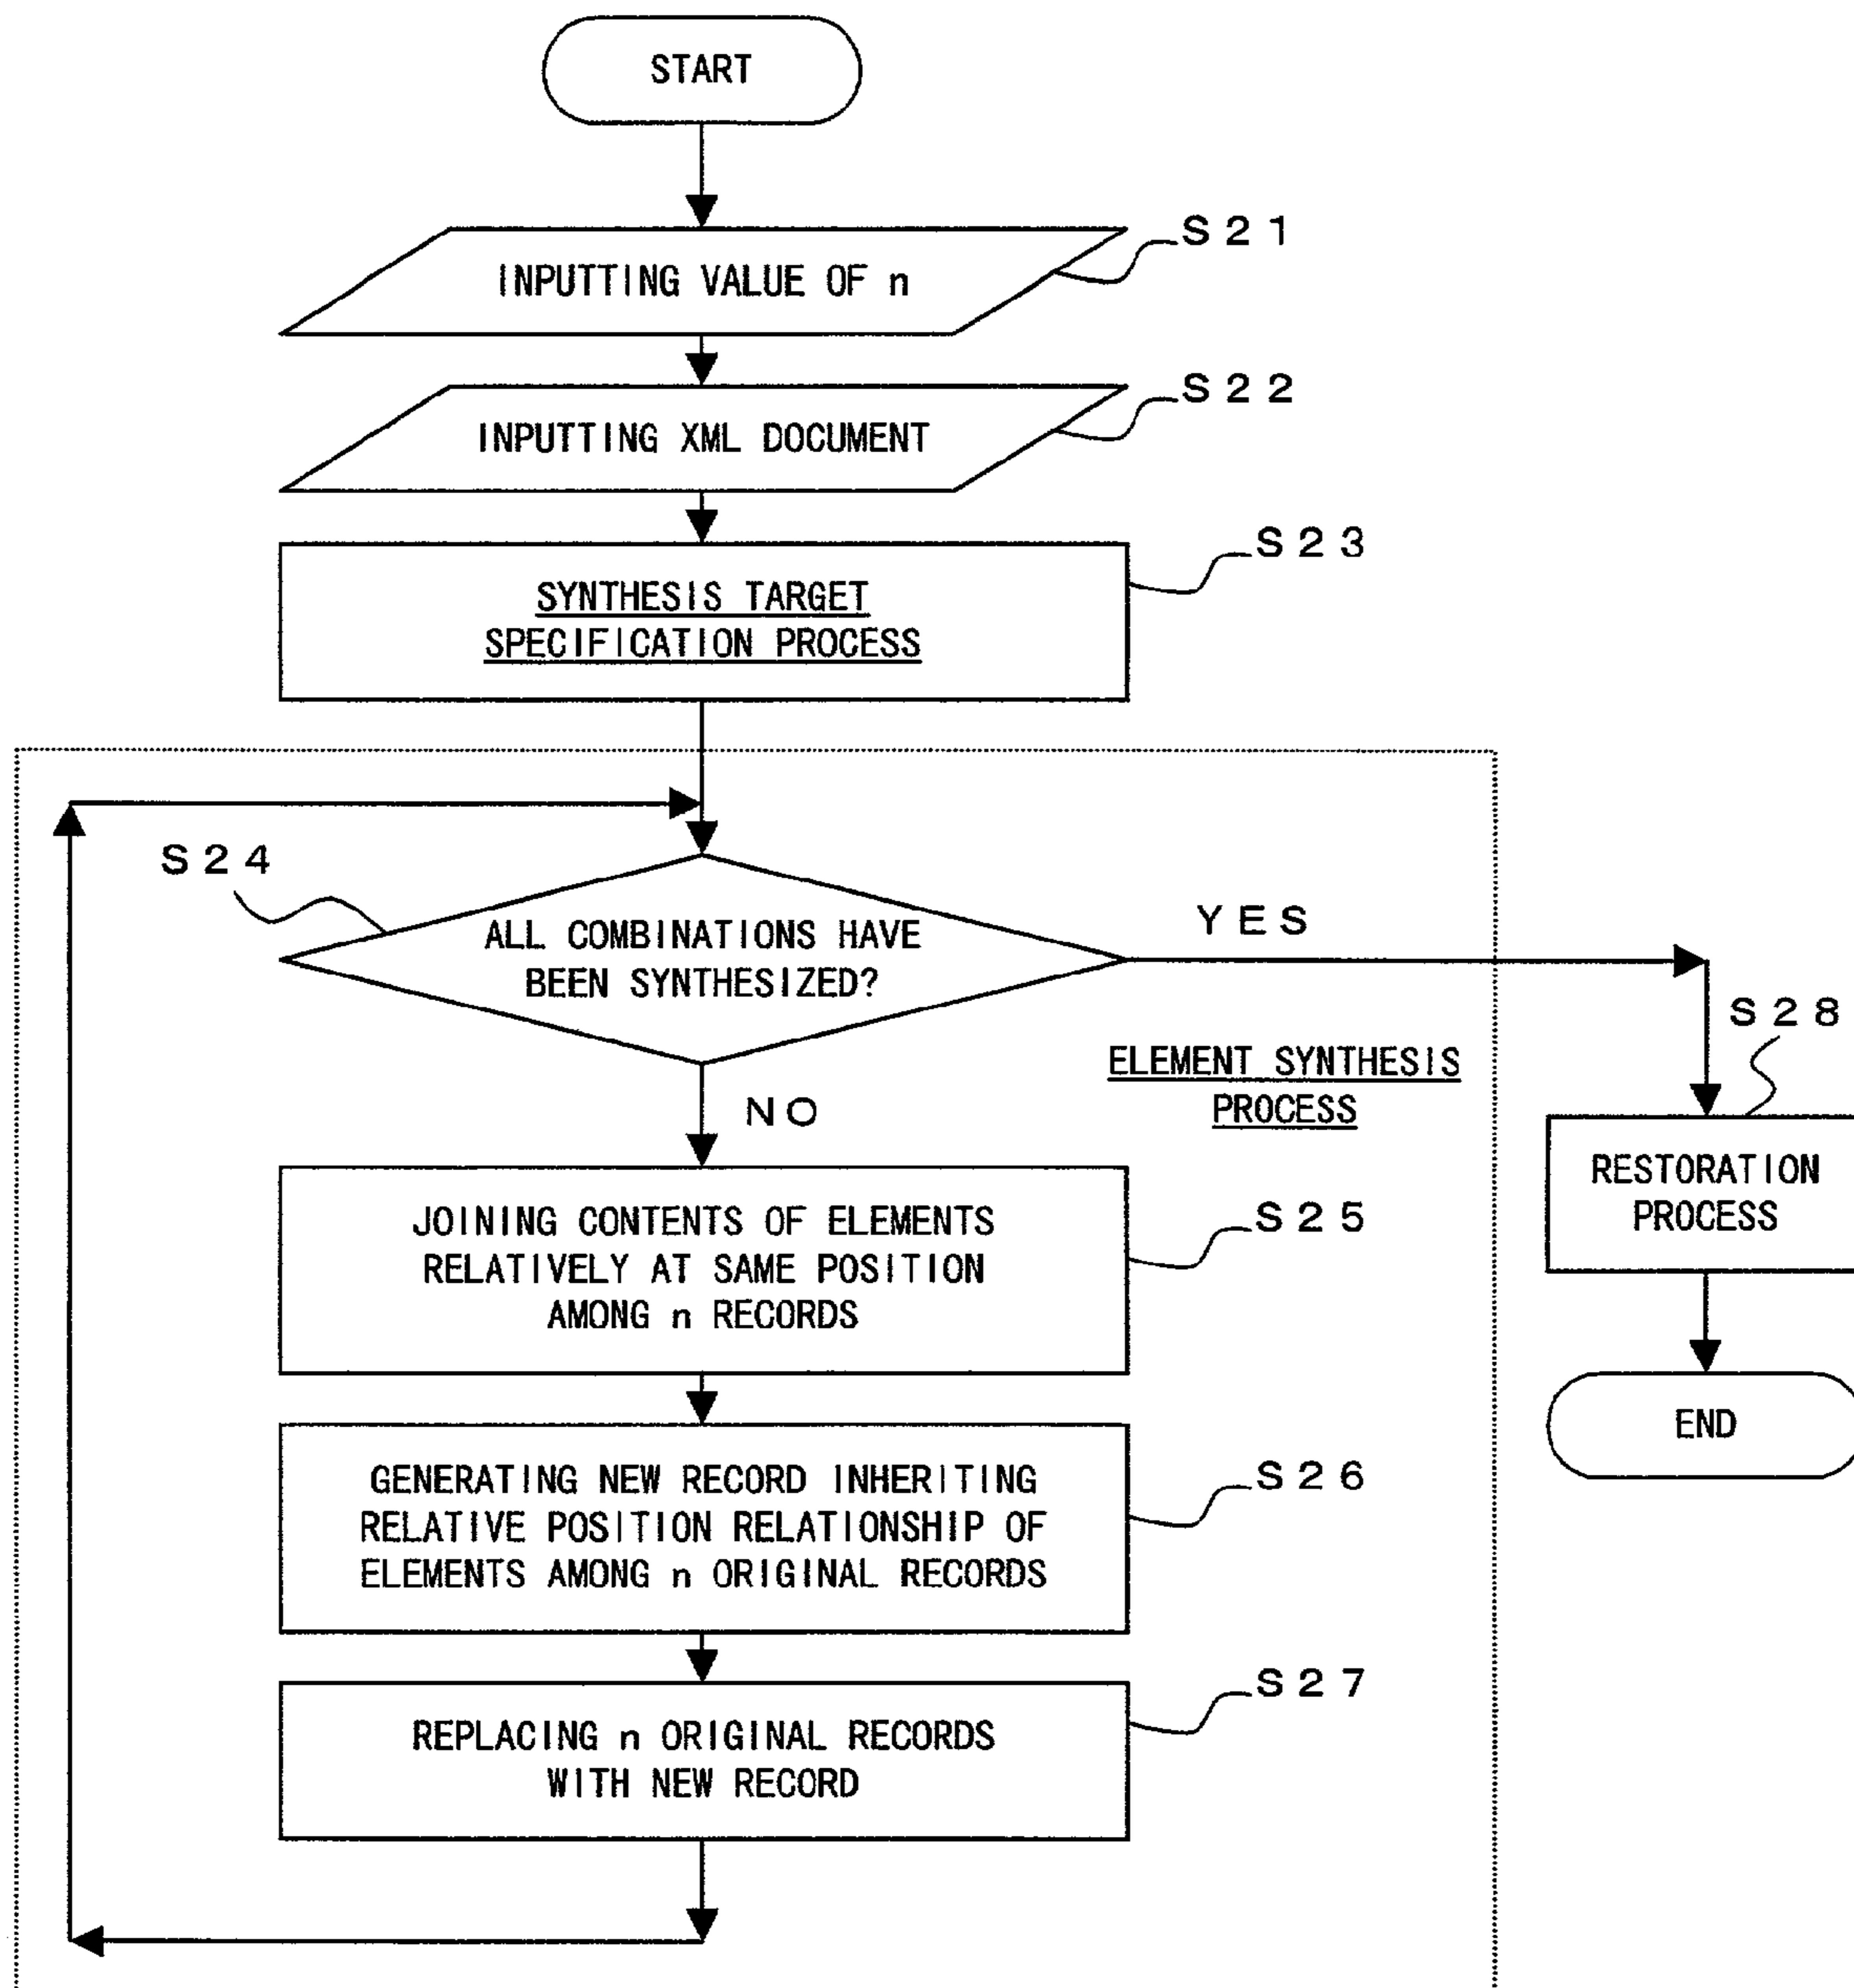 START
S21
INPUTTING VALUE OF n
S22
INPUTTING XML DOCUMENT
S23
SYNTHESIS TARGET
SPECIFICATION PROCESS
S24
ALL COMBINATIONS HAVE
BEEN SYNTHESIZED?
YES
NO
ELEMENT SYNTHESIS
PROCESS
S28
RESTORATION
PROCESS
END
S25
JOINING CONTENTS OF ELEMENTS
RELATIVELY AT SAME POSITION
AMONG n RECORDS
S26
GENERATING NEW RECORD INHERITING
RELATIVE POSITION RELATIONSHIP OF
ELEMENTS AMONG n ORIGINAL RECORDS
S27
REPLACING n ORIGINAL RECORDS
WITH NEW RECORD